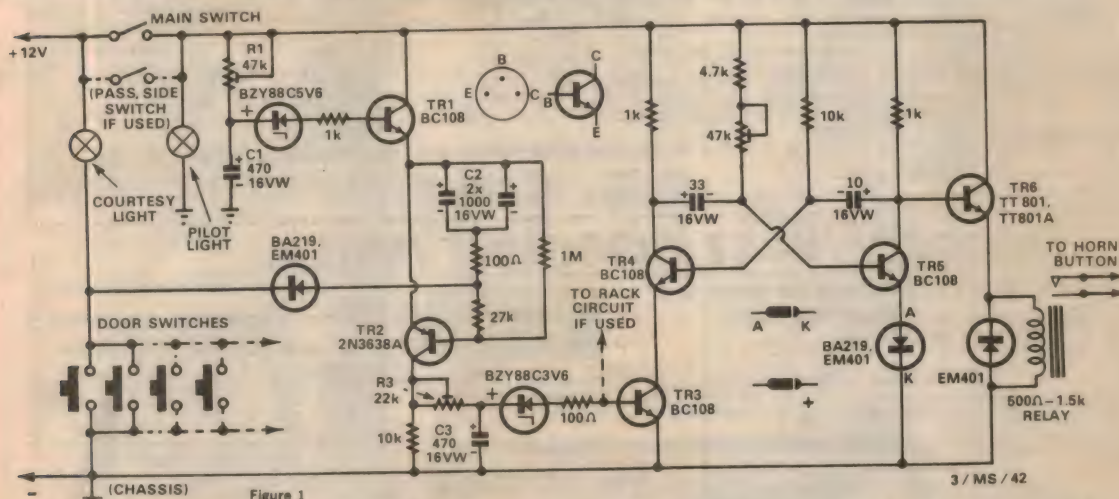 MAIN SWITCH
+12V
(PASS. SIDE
SWITCH
IF USED)
R1
47k
BZY88C5V6
+
1k
TR1
BC108
B
E
C
C
B
E
+
C1
470
16VW
-
COURTESY
LIGHT
PILOT
LIGHT
+
-
C2
2x
1000
16VW
+
-
100Ω
1M
27k
BA219,
EM401
TR2
2N3638A
DOOR SWITCHES
R3
22k
10k
+
C3
470
16VW
-
BZY88C3V6
+
100Ω
TO RACK
CIRCUIT
IF USED
TR3
BC108
1k
4.7k
47k
10k
1k
+
33
-
16VW
-
10
+
16VW
TR4
BC108
TR5
BC108
TR6
TT 801,
TT801A
TO HORN
BUTTON
A
K
+
A
BA219,
EM401
K
EM401
500Ω-1.5k
RELAY
-
(CHASSIS)
Figure 1
3 / MS / 42